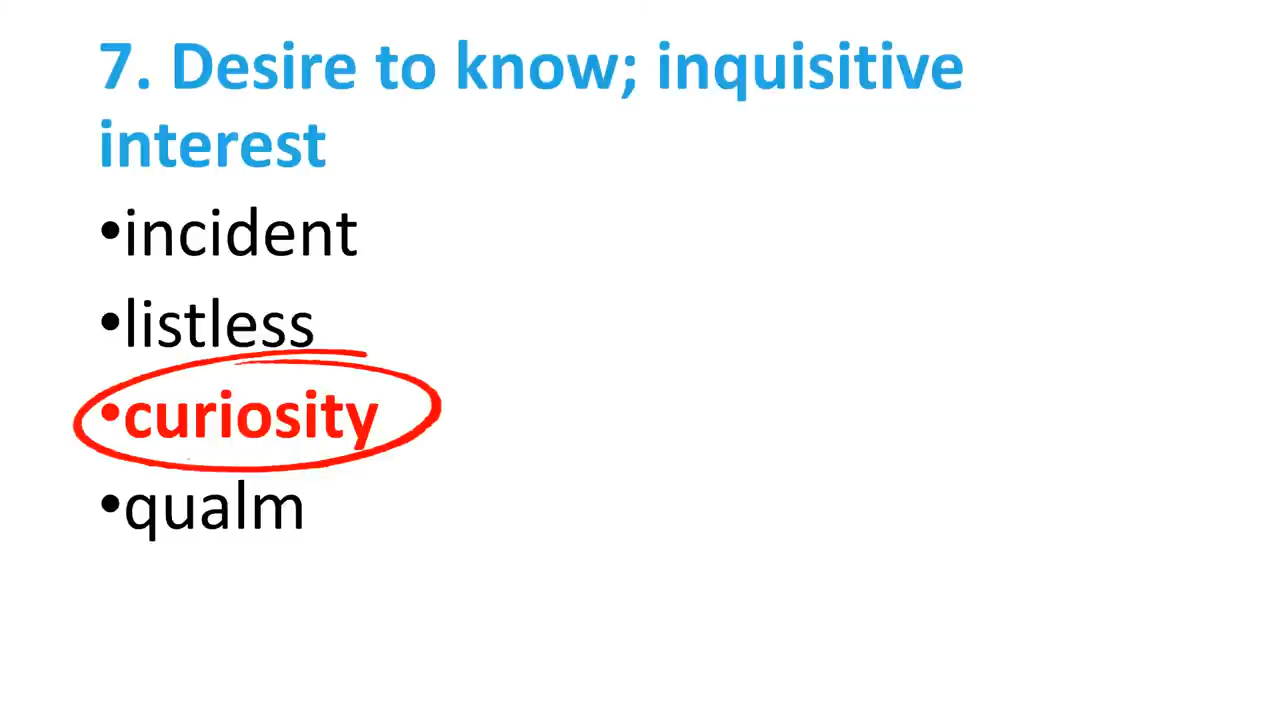 7. Desire to know; inquisitive
interest
•incident
•listless
•curiosity
•qualm